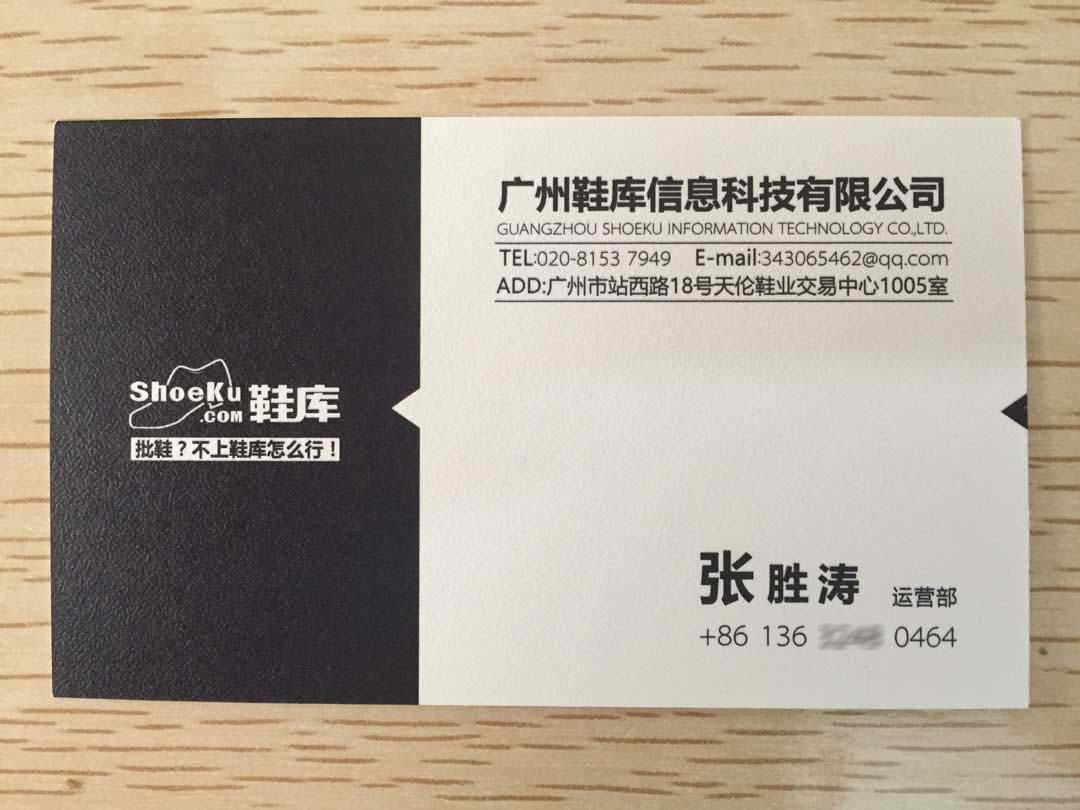 ShoeKu
.COM 鞋库
批鞋？不上鞋库怎么行！
广州鞋库信息科技有限公司
GUANGZHOU SHOEKU INFORMATION TECHNOLOGY CO.,LTD.
TEL:020-8153 7949 E-mail:343065462@qq.com
ADD:广州市站西路18号天伦鞋业交易中心1005室
张胜涛 运营部
+86 136 0464